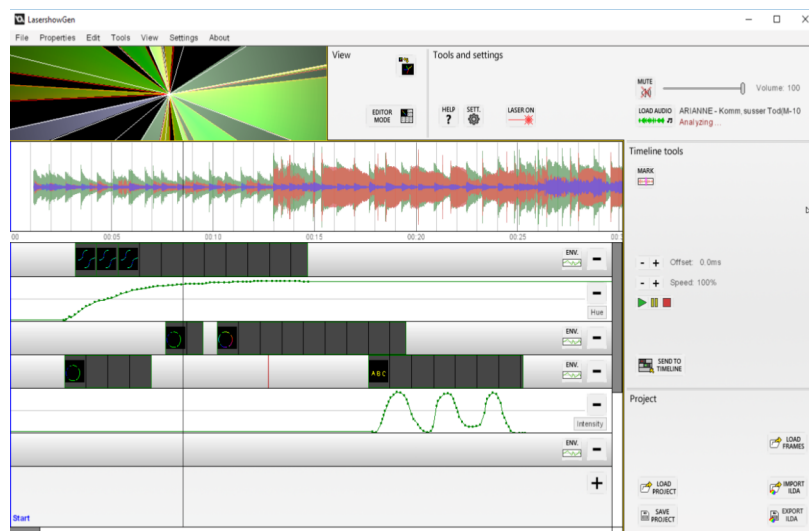 LasershowGen
File Properties Edit Tools View Settings About
View
Tools and settings
EDITOR MODE
HELP
?
SETT.
LASER ON
MUTE
Volume: 100
LOAD AUDIO
ARIANNE - Komm, susser Tod(M-10
Analyzing ...
Timeline tools
MARK
00 00:05 00:10 00:15 00:20 00:25 00:3
ENV.
- + Offset: 0.0ms
- + Speed: 100%
Hue
ENV.
ENV.
ABC
SEND TO TIMELINE
Intensity
Project
ENV.
LOAD FRAMES
LOAD PROJECT
IMPORT ILDA
SAVE PROJECT
EXPORT ILDA
Start